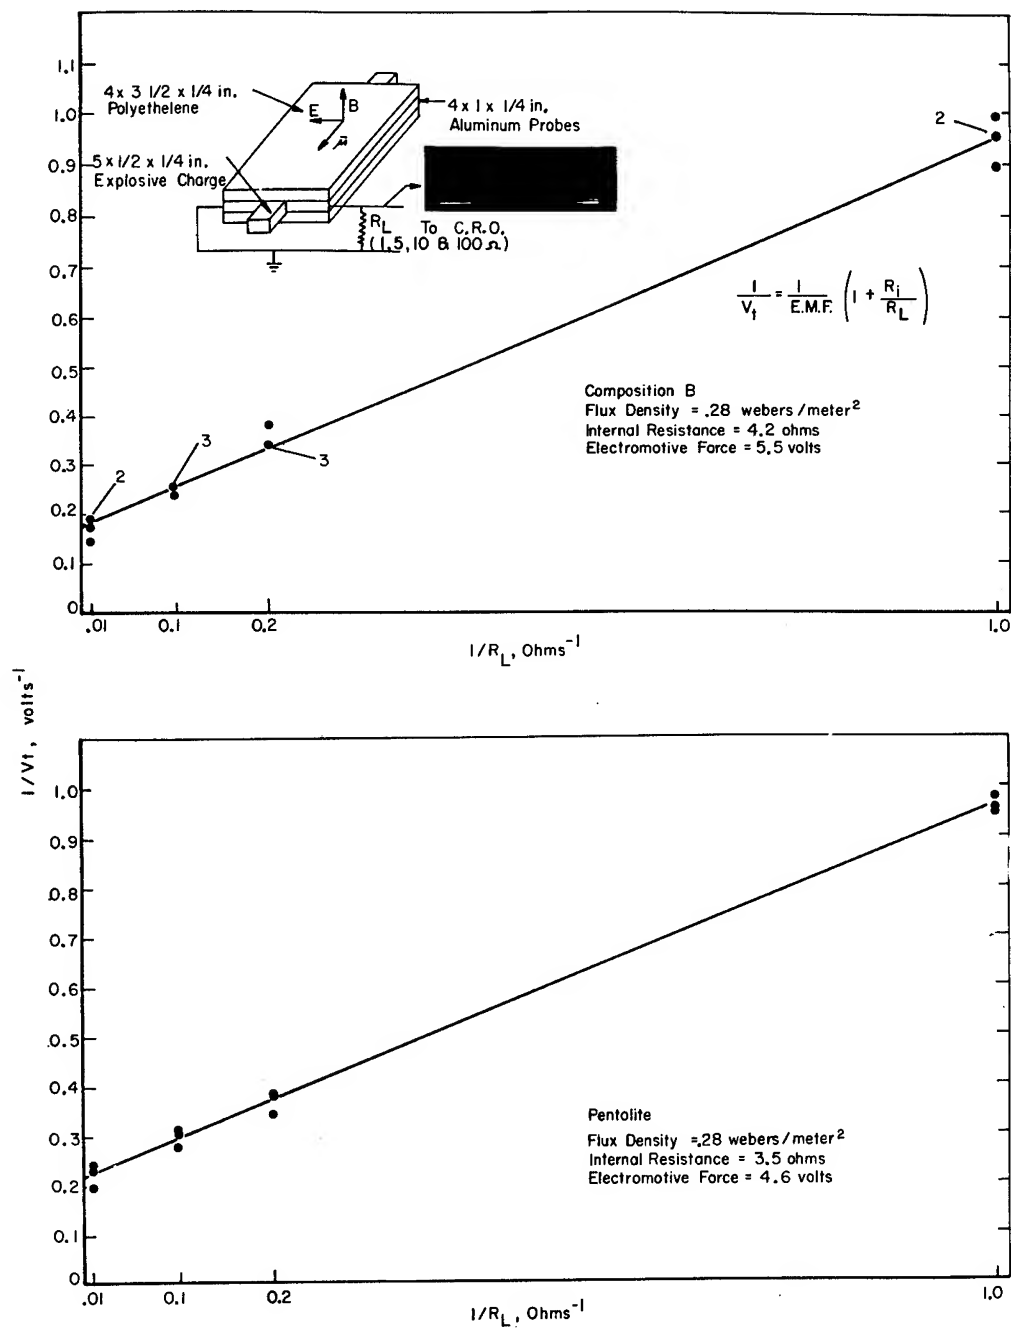 1.1
1.0
0.9
0.8
0.7
0.6
0.5
0.4
0.3
0.2
0.1
0
4 x 3 1/2 x 1/4 in.
Polyethelene
5 x 1/2 x 1/4 in.
Explosive Charge
B
E
μ̄
4 x 1 x 1/4 in.
Aluminum Probes
R_L To C.R.O.
(1, 5, 10 & 100 Ω)
2
1/V_t = 1/E.M.F. (1 + R_i/R_L)
Composition B
Flux Density = .28 webers/meter²
Internal Resistance = 4.2 ohms
Electromotive Force = 5.5 volts
3
3
2
.01 0.1 0.2 1.0
1/R_L, Ohms⁻¹
1/Vt, volts⁻¹
1.0
0.9
0.8
0.7
0.6
0.5
0.4
0.3
0.2
0.1
0
Pentolite
Flux Density = .28 webers/meter²
Internal Resistance = 3.5 ohms
Electromotive Force = 4.6 volts
.01 0.1 0.2 1.0
1/R_L, Ohms⁻¹